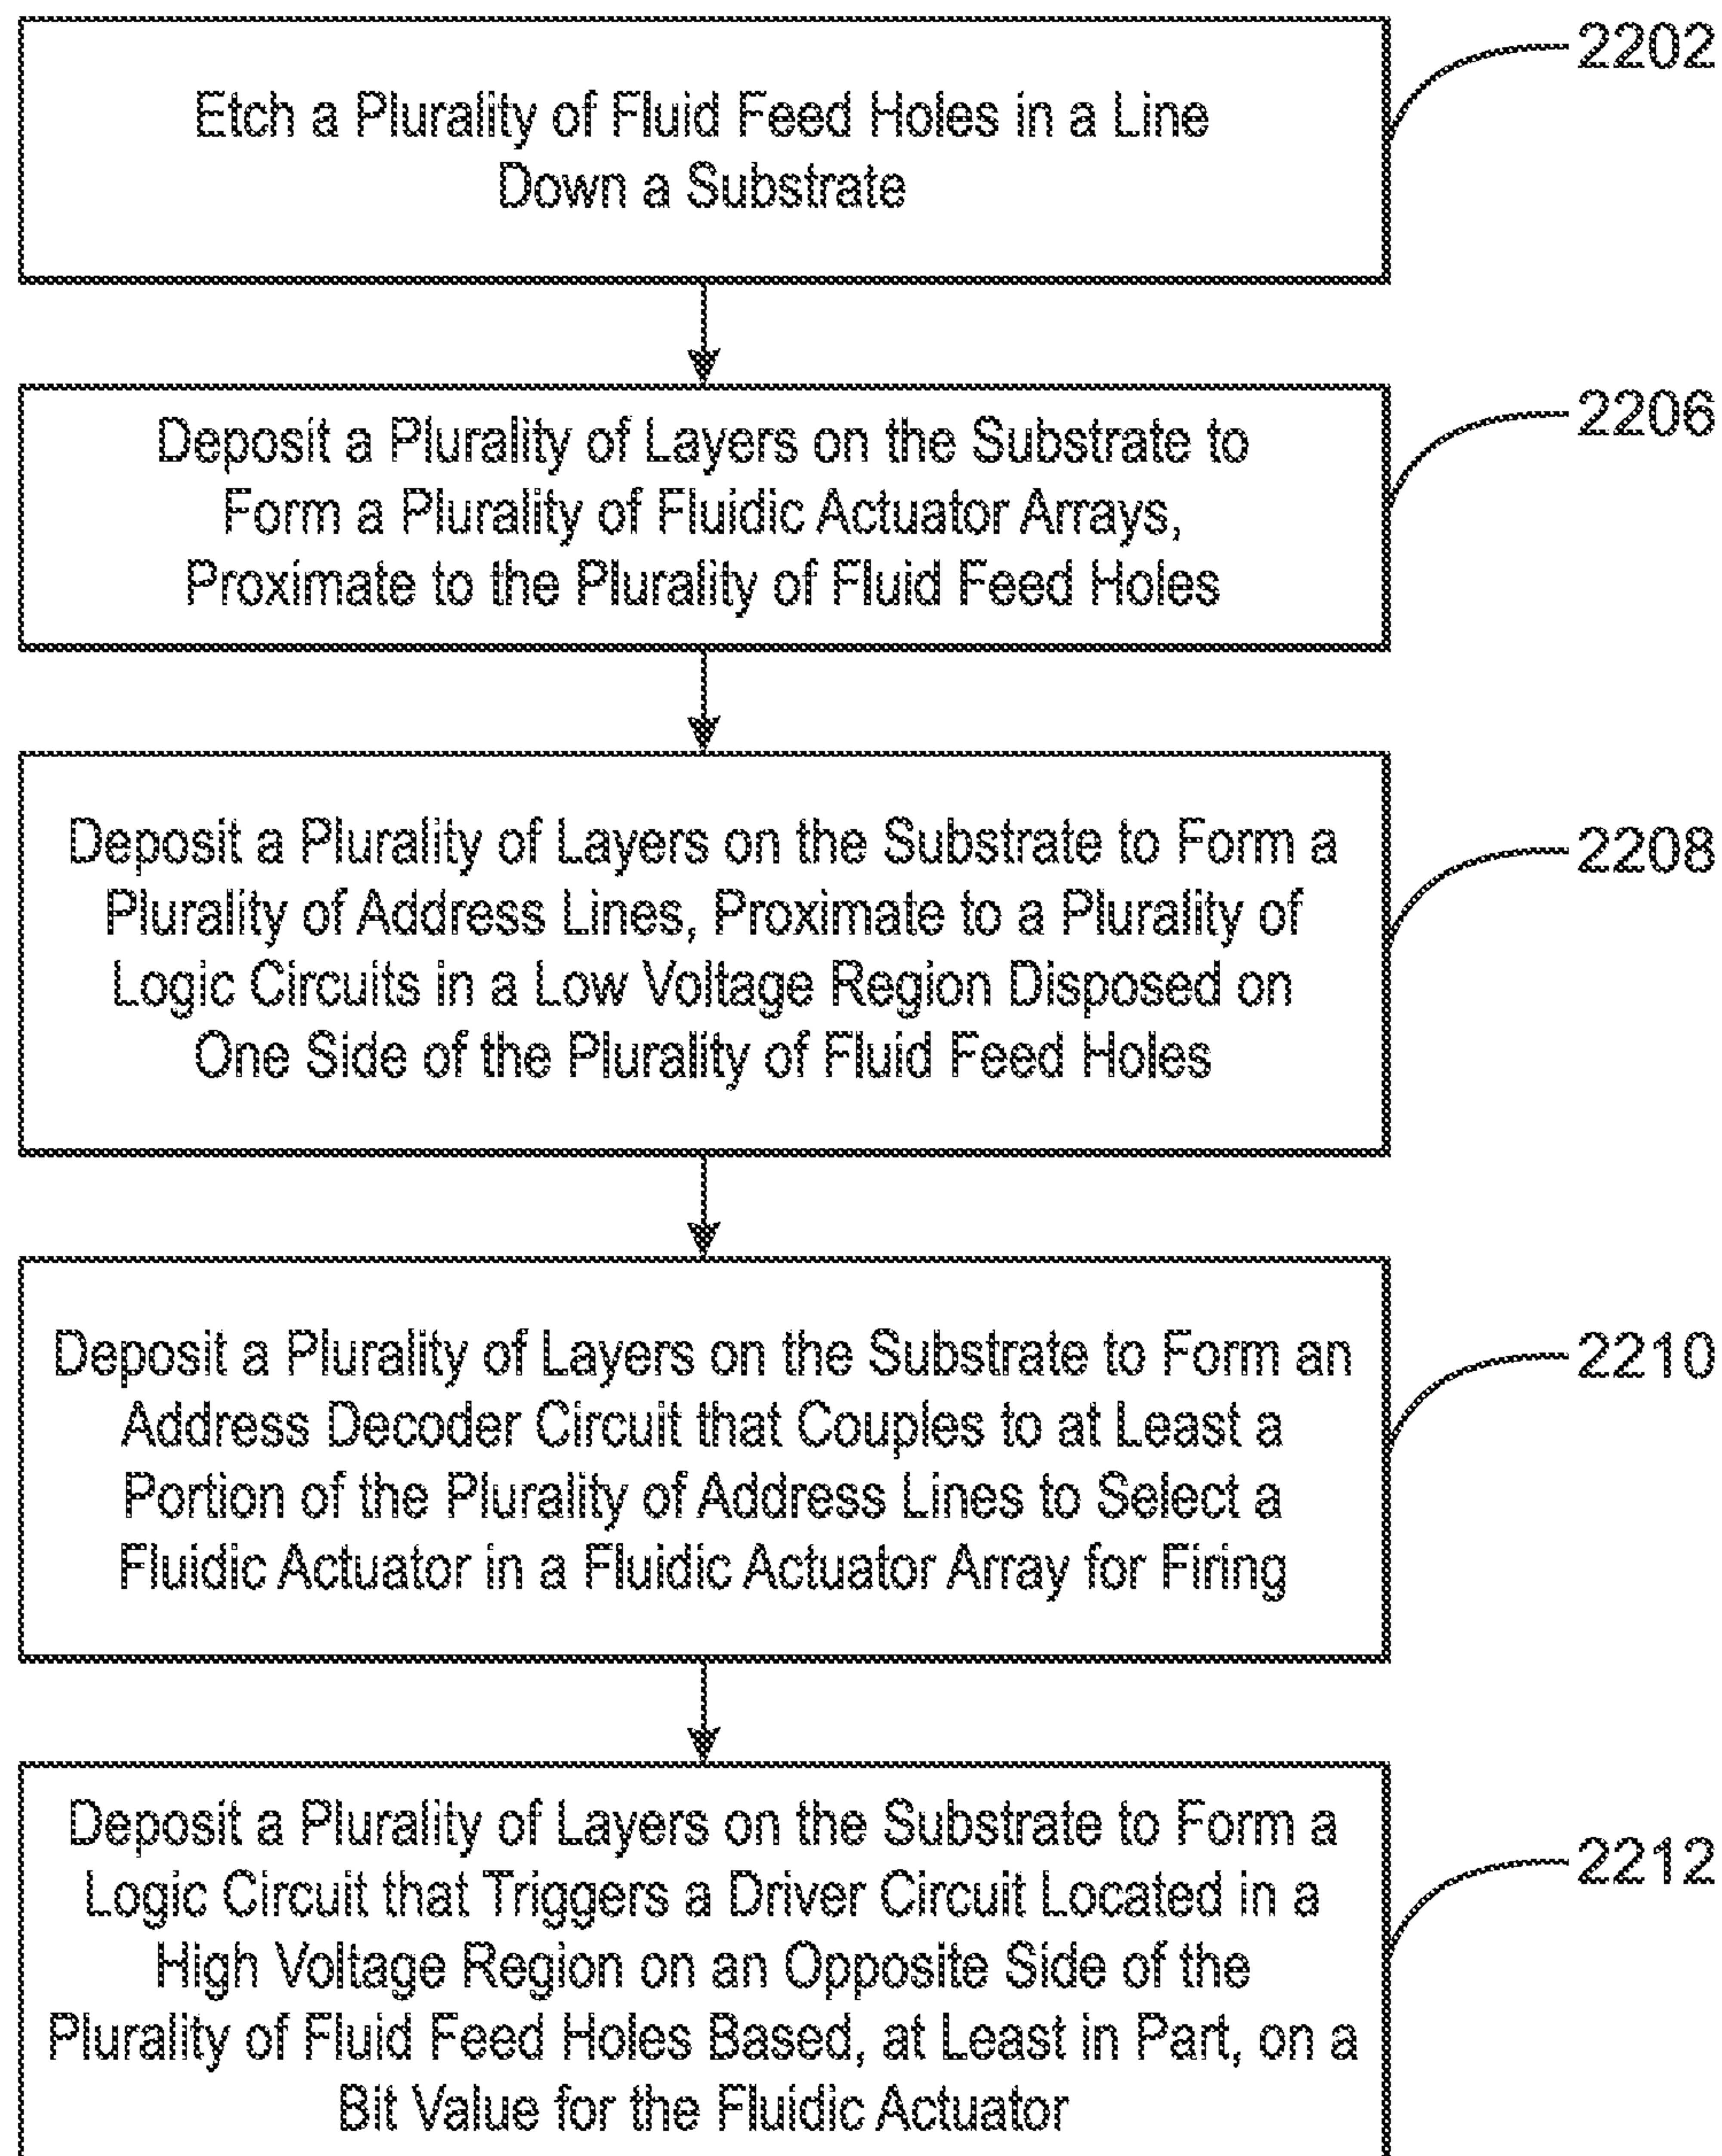 2202
Etch a Plurality of Fluid Feed Holes in a Line
Down a Substrate
2206
Deposit a Plurality of Layers on the Substrate to
Form a Plurality of Fluidic Actuator Arrays,
Proximate to the Plurality of Fluid Feed Holes
2208
Deposit a Plurality of Layers on the Substrate to Form a
Plurality of Address Lines, Proximate to a Plurality of
Logic Circuits in a Low Voltage Region Disposed on
One Side of the Plurality of Fluid Feed Holes
2210
Deposit a Plurality of Layers on the Substrate to Form an
Address Decoder Circuit that Couples to at Least a
Portion of the Plurality of Address Lines to Select a
Fluidic Actuator in a Fluidic Actuator Array for Firing
2212
Deposit a Plurality of Layers on the Substrate to Form a
Logic Circuit that Triggers a Driver Circuit Located in a
High Voltage Region on an Opposite Side of the
Plurality of Fluid Feed Holes Based, at Least in Part, on a
Bit Value for the Fluidic Actuator